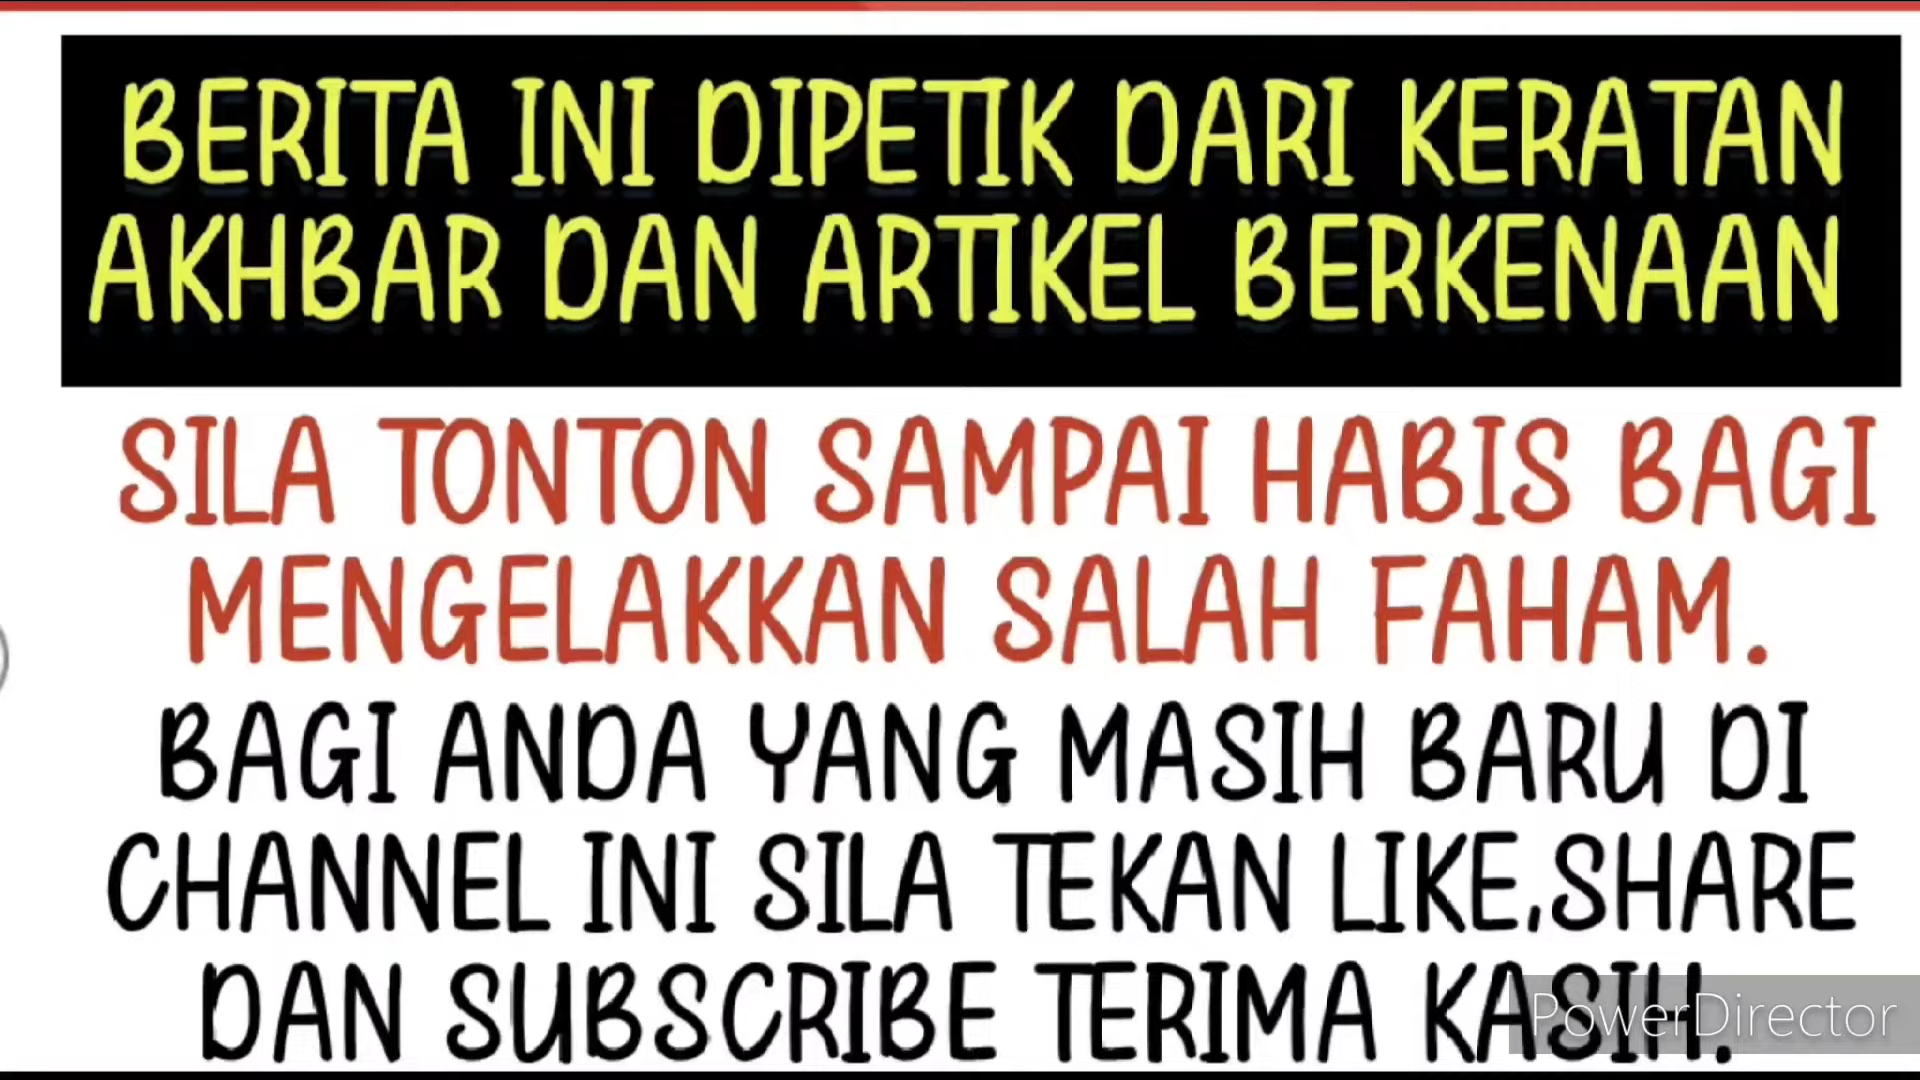 BERITA INI DIPETIK DARI KERATAN
AKHBAR DAN ARTIKEL BERKENAAN
SILA TONTON SAMPAI HABIS BAGI
MENGELAKKAN SALAH FAHAM.
BAGI ANDA YANG MASIH BARU DI
CHANNEL INI SILA TEKAN LIKE,SHARE
DAN SUBSCRIBE TERIMA KASIH.
PowerDirector